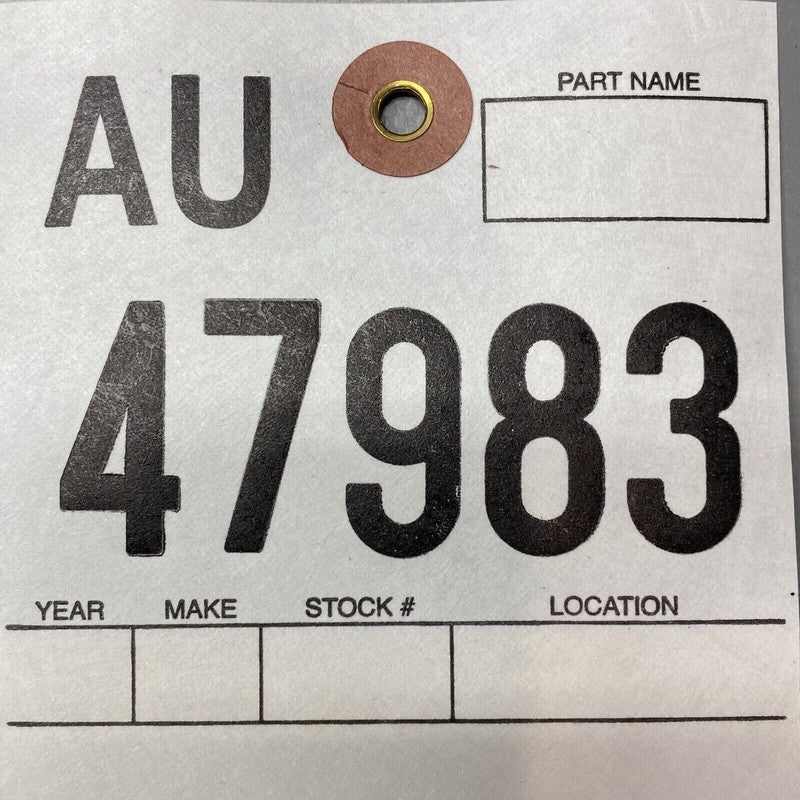 AU
PART NAME
47983
YEAR MAKE STOCK # LOCATION